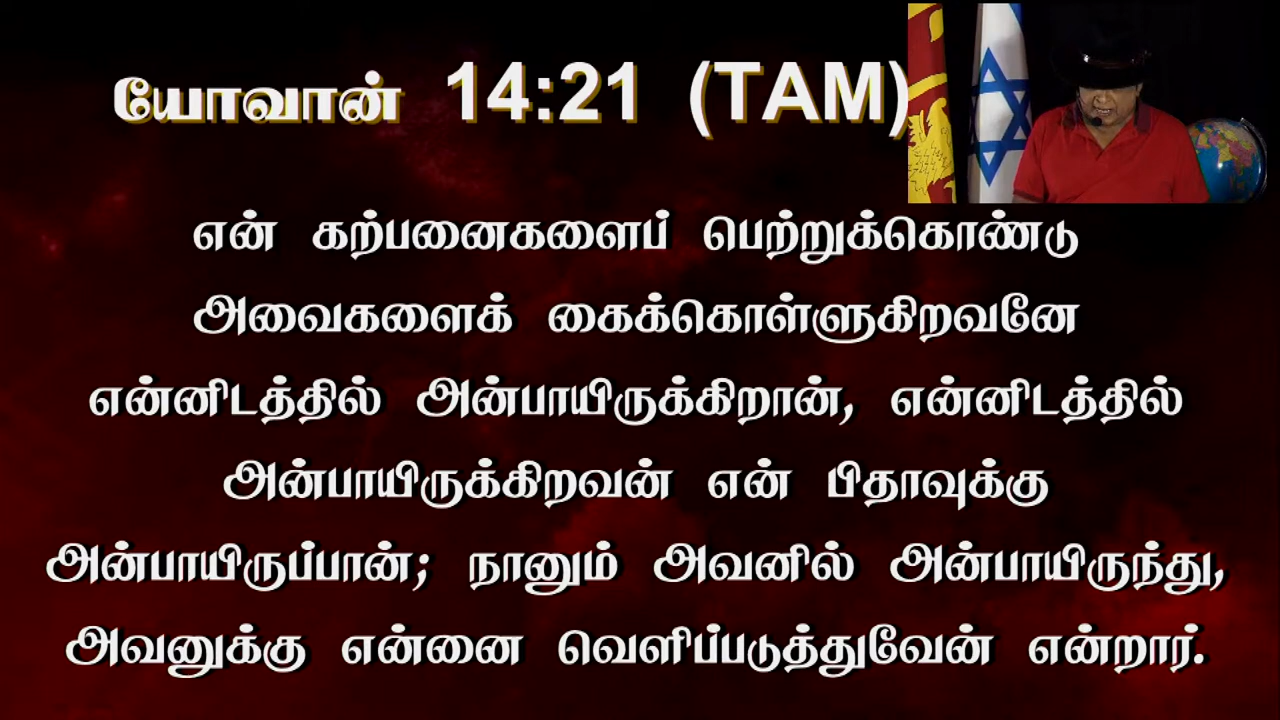 யோவான் 14:21 (TAM)
என் கற்பனைகளைப் பெற்றுக்கொண்டு
அவைகளைக் கைக்கொள்ளுகிறவனே
என்னிடத்தில் அன்பாயிருக்கிறான், என்னிடத்தில்
அன்பாயிருக்கிறவன் என் பிதாவுக்கு
அன்பாயிருப்பான்; நானும் அவனில் அன்பாயிருந்து,
அவனுக்கு என்னை வெளிப்படுத்துவேன் என்றார்.